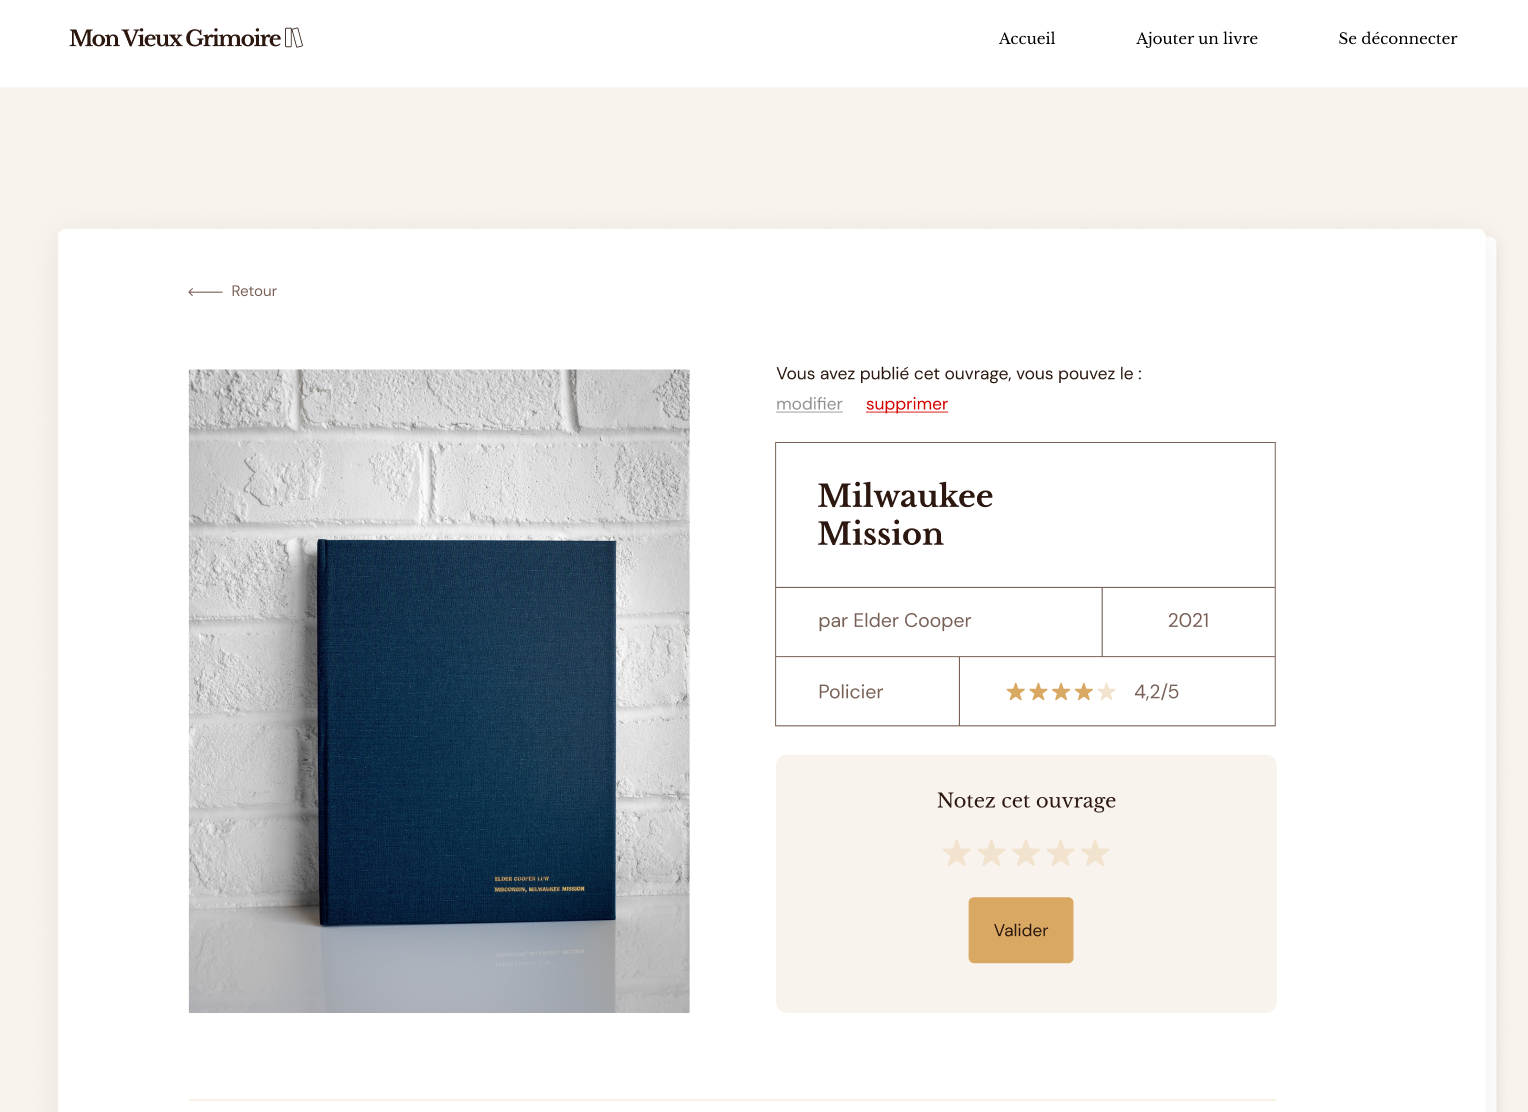 Mon Vieux Grimoire
Accueil
Ajouter un livre
Se déconnecter
Retour
Vous avez publié cet ouvrage, vous pouvez le :
modifier supprimer
Milwaukee
Mission
par Elder Cooper
2021
Policier
4,2/5
Notez cet ouvrage
Valider
ELDER COOPER LOW
WISCONSIN, MILWAUKEE MISSION